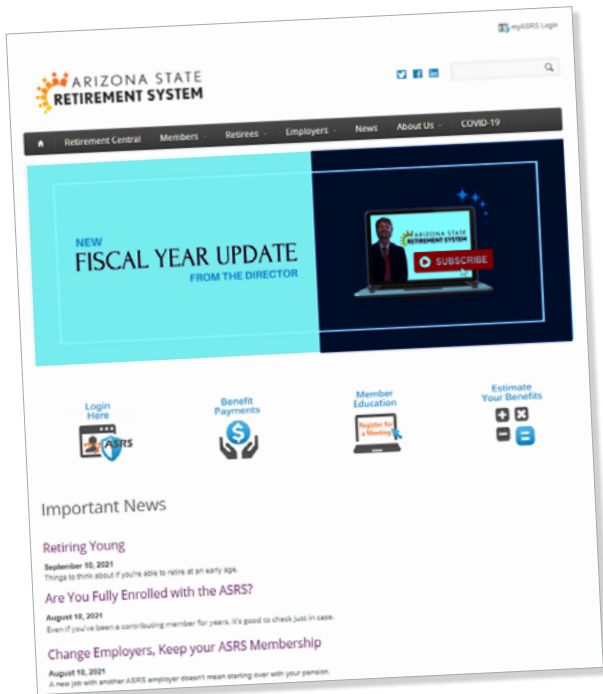 myASRS Login
ARIZONA STATE
RETIREMENT SYSTEM
Retirement Central Members Retirees Employers News About Us COVID-19
NEW
FISCAL YEAR UPDATE
FROM THE DIRECTOR
ARIZONA STATE
RETIREMENT SYSTEM
SUBSCRIBE
Login
Here
ASRS
Benefit
Payments
Member
Education
Register for
a Meeting
Estimate
Your Benefits
Important News
Retiring Young
September 10, 2021
Things to think about if you're able to retire at an early age.
Are You Fully Enrolled with the ASRS?
August 18, 2021
Even if you've been a contributing member for years, it's good to check just in case.
Change Employers, Keep your ASRS Membership
August 10, 2021
A new job with another ASRS employer doesn't mean starting over with your pension.